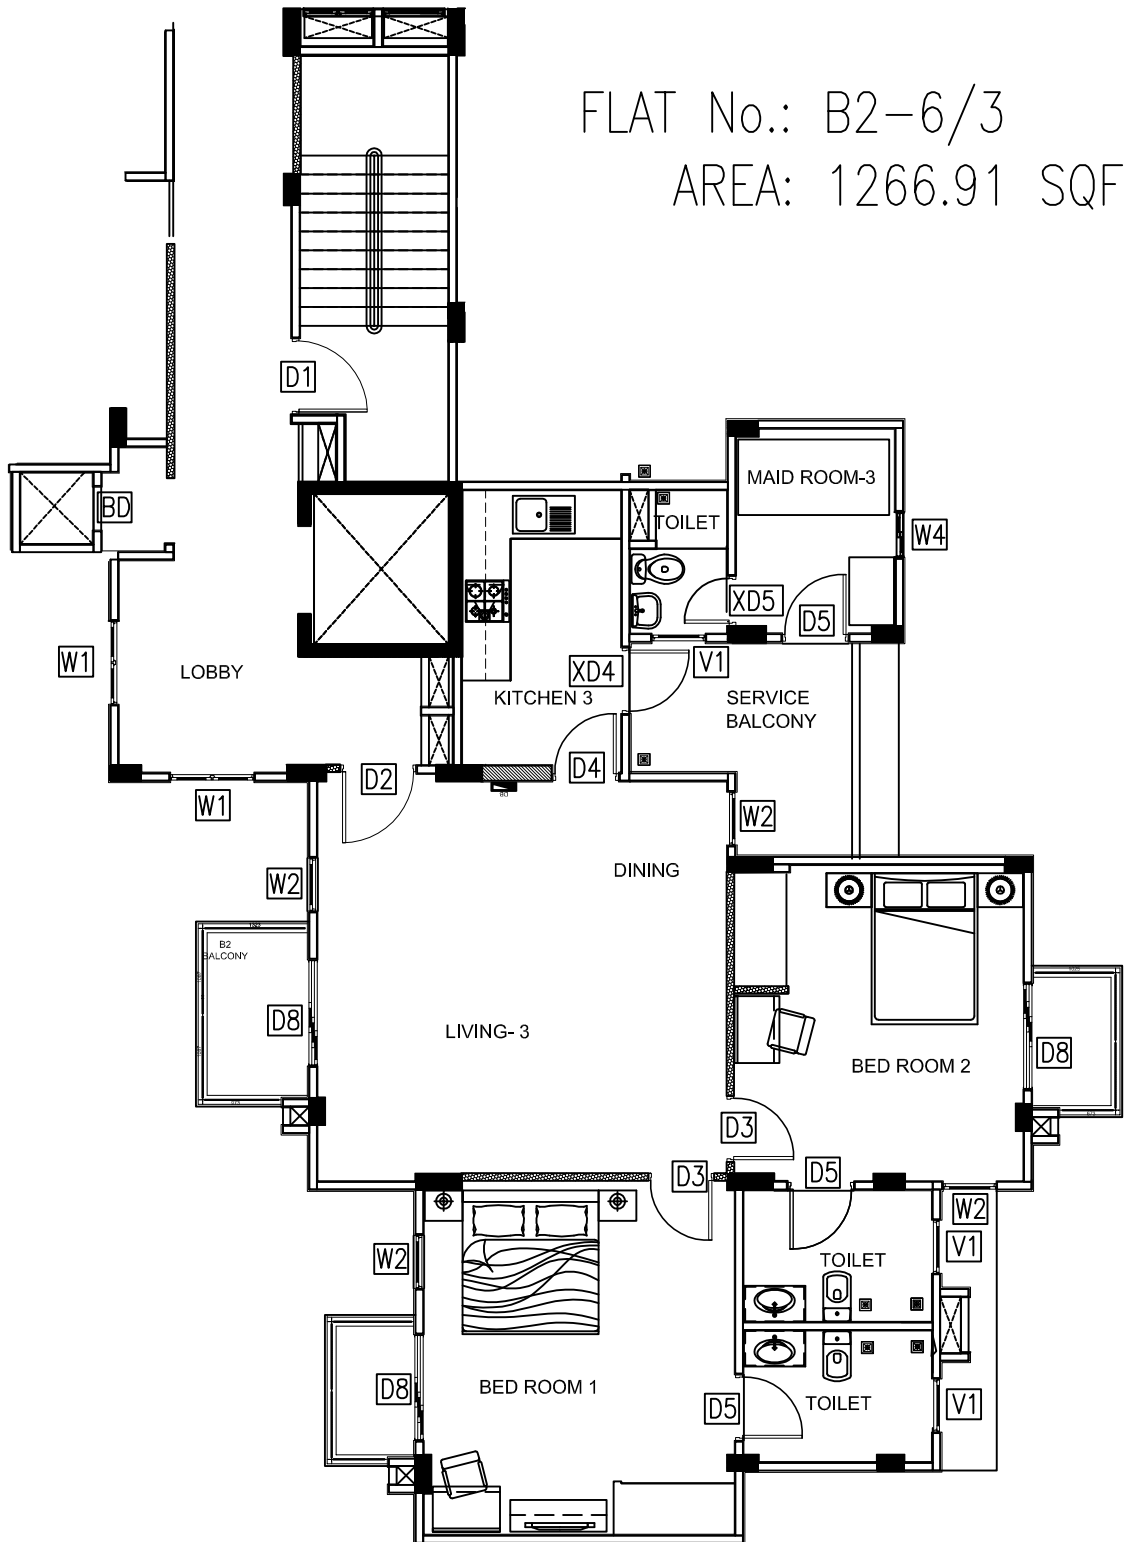 FLAT No.: B2-6/3
AREA: 1266.91 SQF
D1
MAID ROOM-3
BD
TOILET
W4
XD5
D5
W1
LOBBY
XD4
V1
KITCHEN 3
SERVICE
BALCONY
D2
D4
W1
W2
DINING
W2
B2
BALCONY
D8
LIVING- 3
D8
BED ROOM 2
D3
D3
D5
W2
W2
TOILET
V1
D8
BED ROOM 1
D5
TOILET
V1